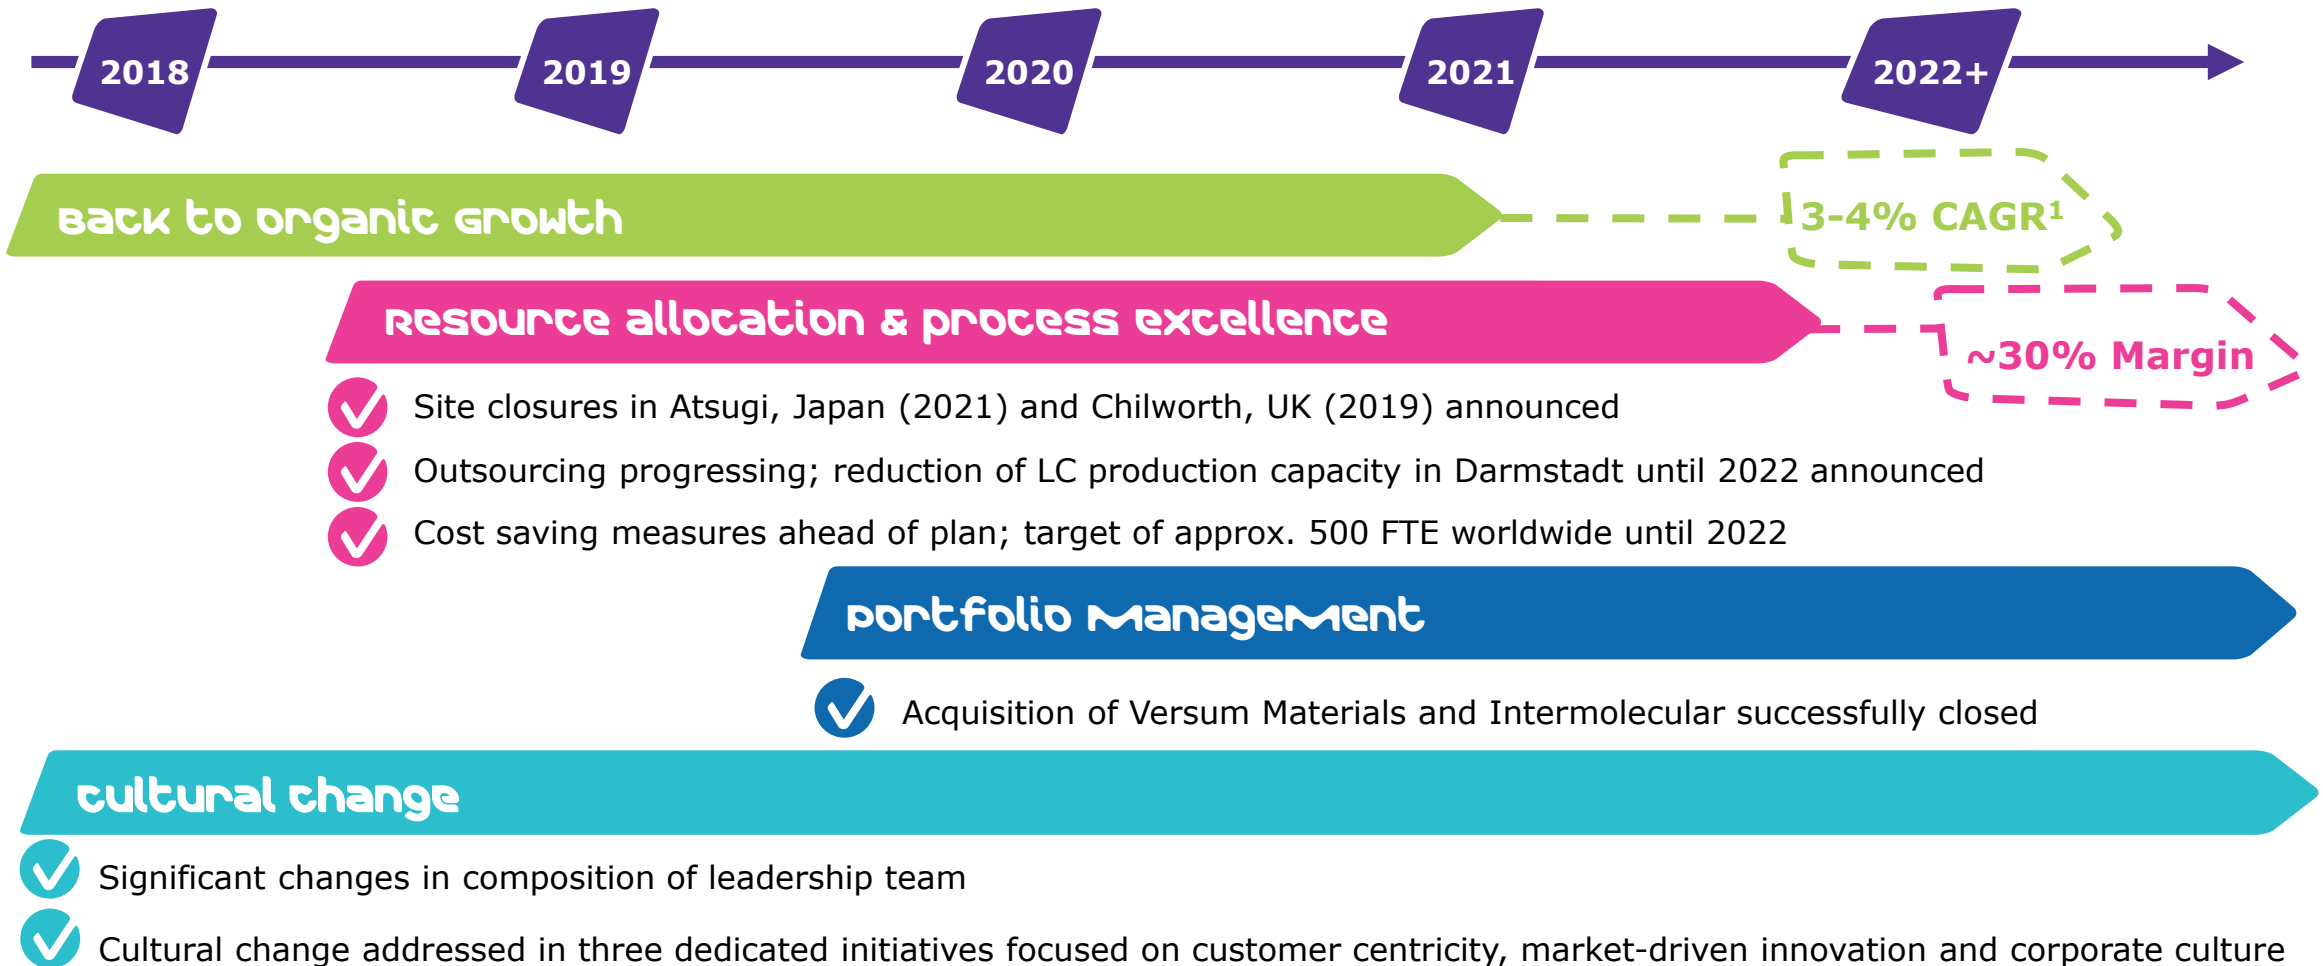 2018
2019
2020
2021
2022+
Back to organic growth
3-4% CAGR¹
Resource allocation & process excellence
~30% Margin
Site closures in Atsugi, Japan (2021) and Chilworth, UK (2019) announced
Outsourcing progressing; reduction of LC production capacity in Darmstadt until 2022 announced
Cost saving measures ahead of plan; target of approx. 500 FTE worldwide until 2022
Portfolio Management
Acquisition of Versum Materials and Intermolecular successfully closed
Cultural change
Significant changes in composition of leadership team
Cultural change addressed in three dedicated initiatives focused on customer centricity, market-driven innovation and corporate culture